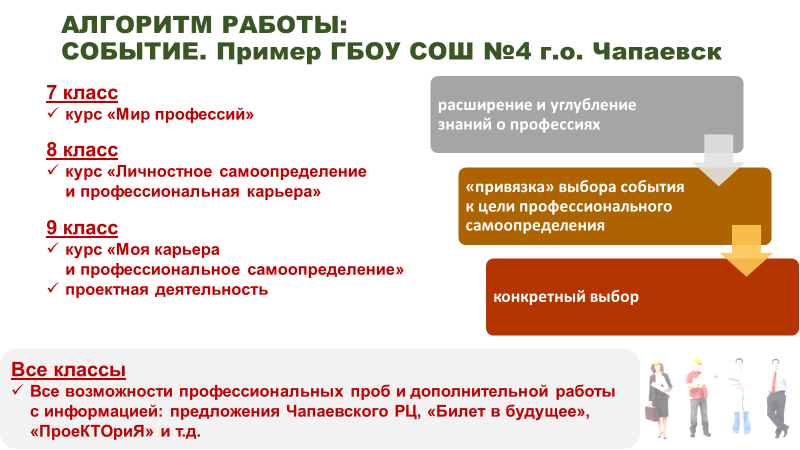 АЛГОРИТМ РАБОТЫ:
СОБЫТИЕ. Пример ГБОУ СОШ №4 г.о. Чапаевск
7 класс
✓ курс «Мир профессий»
8 класс
✓ курс «Личностное самоопределение
и профессиональная карьера»
9 класс
✓ курс «Моя карьера
и профессиональное самоопределение»
✓ проектная деятельность
расширение и углубление
знаний о профессиях
«привязка» выбора события
к цели профессионального
самоопределения
конкретный выбор
Все классы
✓ Все возможности профессиональных проб и дополнительной работы
с информацией: предложения Чапаевского РЦ, «Билет в будущее»,
«ПроеКТОриЯ» и т.д.